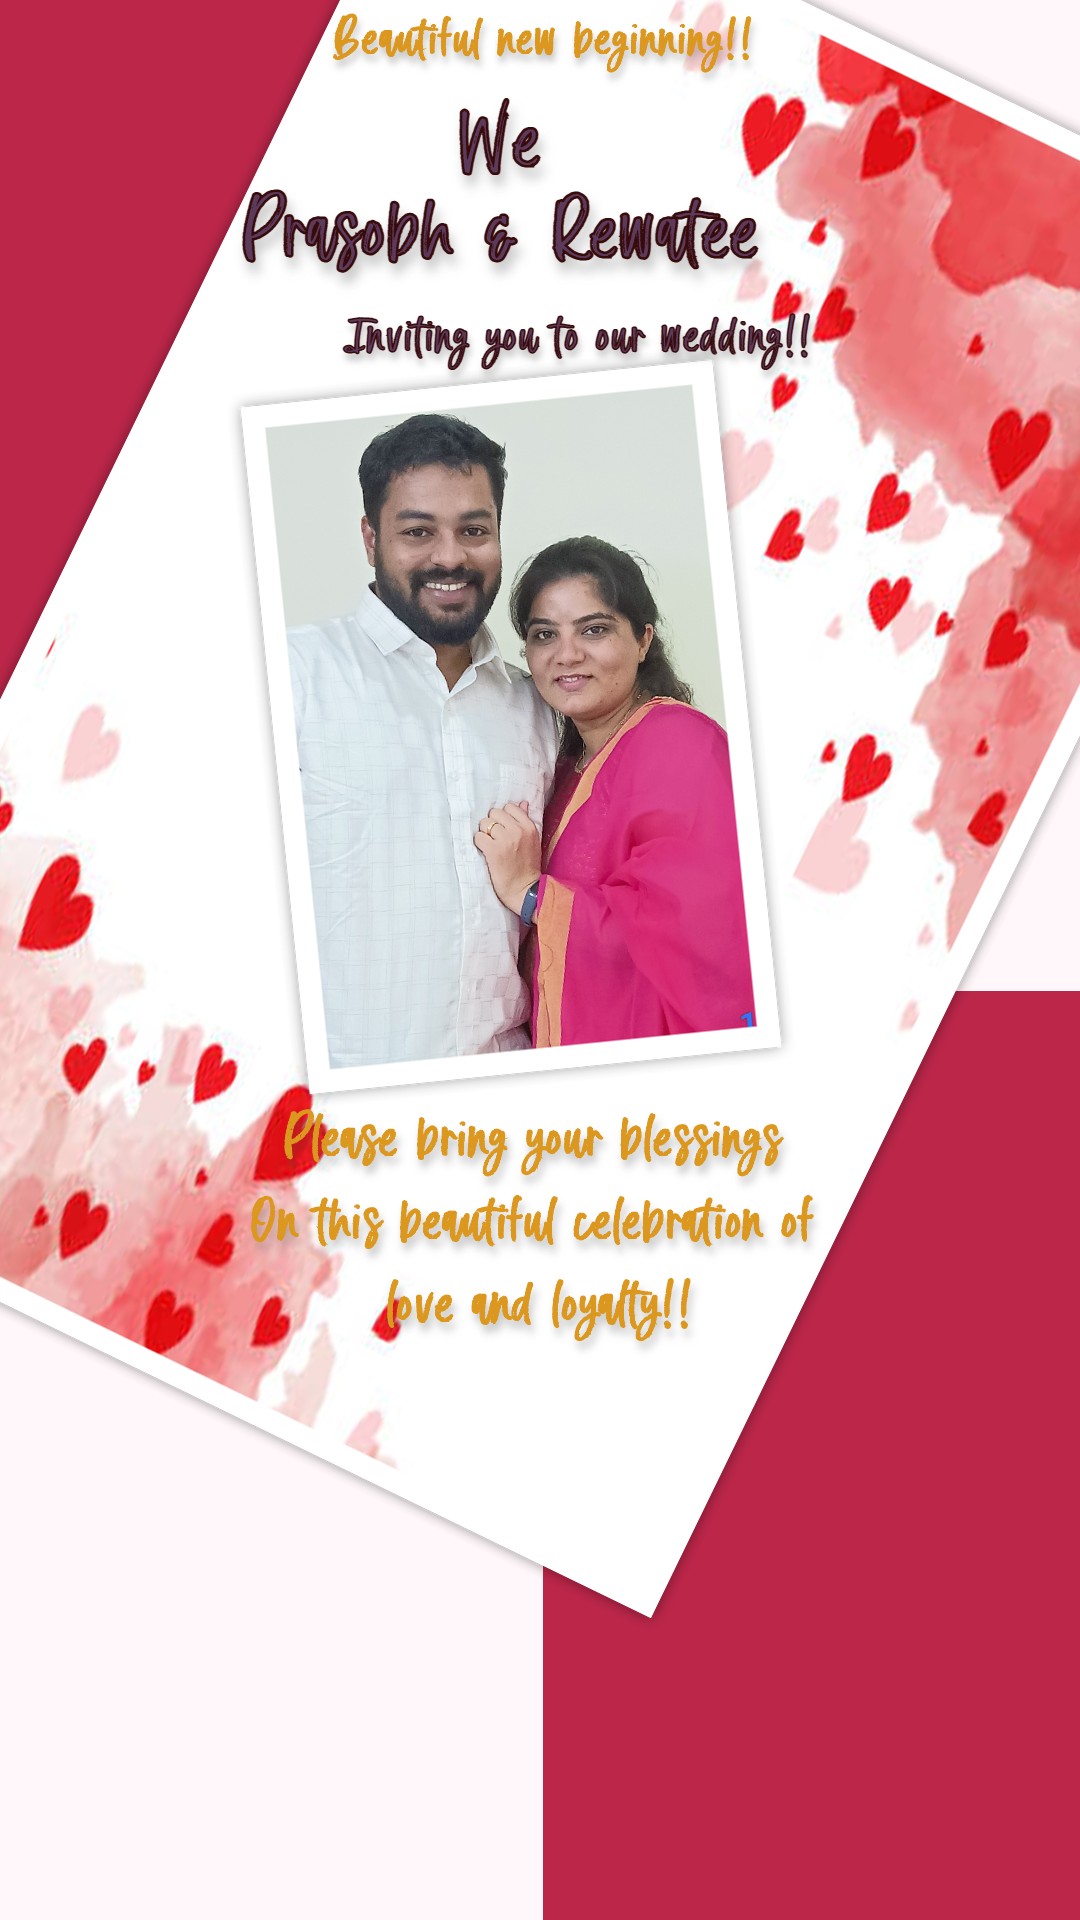 Beautiful new beginning!!
We
Prasobh & Rewatee
Inviting you to our wedding!!
Please bring your blessings
On this beautiful celebration of
love and loyalty!!